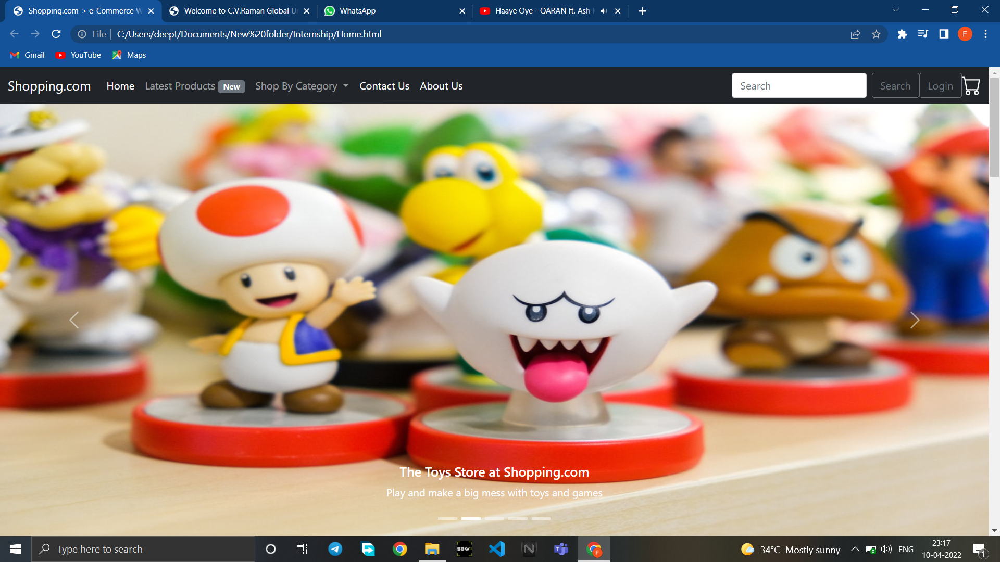 Shopping.com-> e-Commerce W
Welcome to C.V.Raman Global Un
WhatsApp
Haaye Oye - QARAN ft. Ash
File
C:/Users/deept/Documents/New%20folder/Internship/Home.html
F
Gmail
YouTube
Maps
Shopping.com
Home
Latest Products New
Shop By Category
Contact Us
About Us
Search
Search
Login
The Toys Store at Shopping.com
Play and make a big mess with toys and games
Type here to search
SGW
N
T
F
34°C Mostly sunny
ENG
23:17
10-04-2022
1